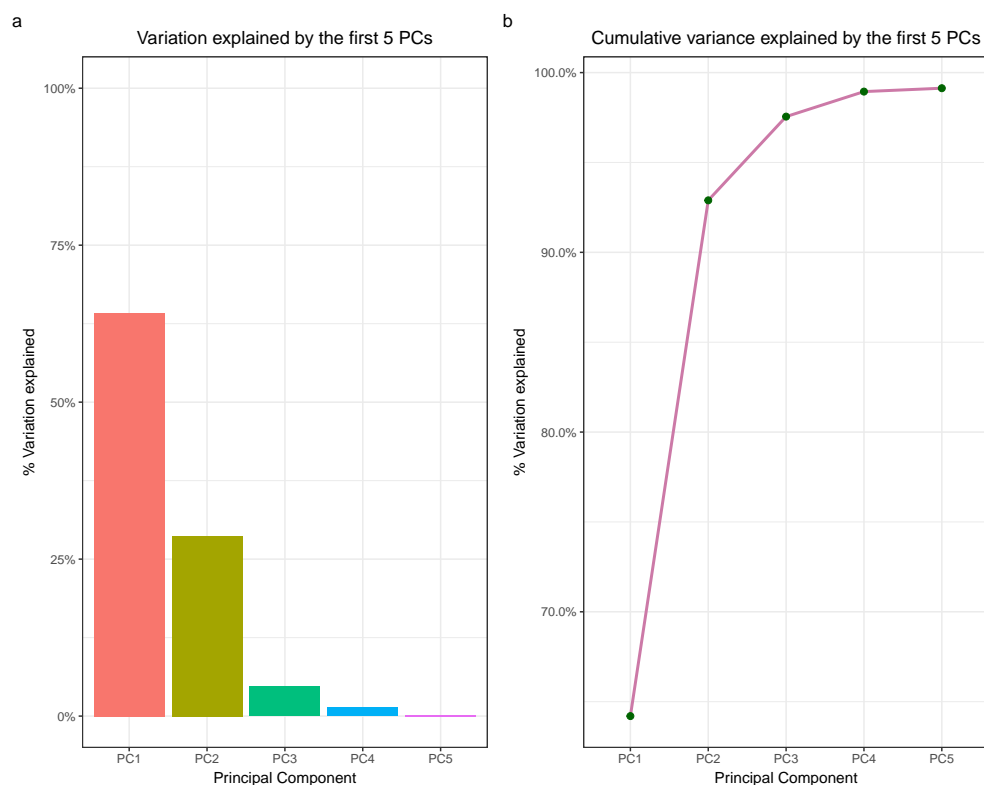 a
Variation explained by the first 5 PCs
100%
75%
50%
25%
0%
% Variation explained
PC1 PC2 PC3 PC4 PC5
Principal Component
b
Cumulative variance explained by the first 5 PCs
100.0%
90.0%
80.0%
70.0%
% Variation explained
PC1 PC2 PC3 PC4 PC5
Principal Component